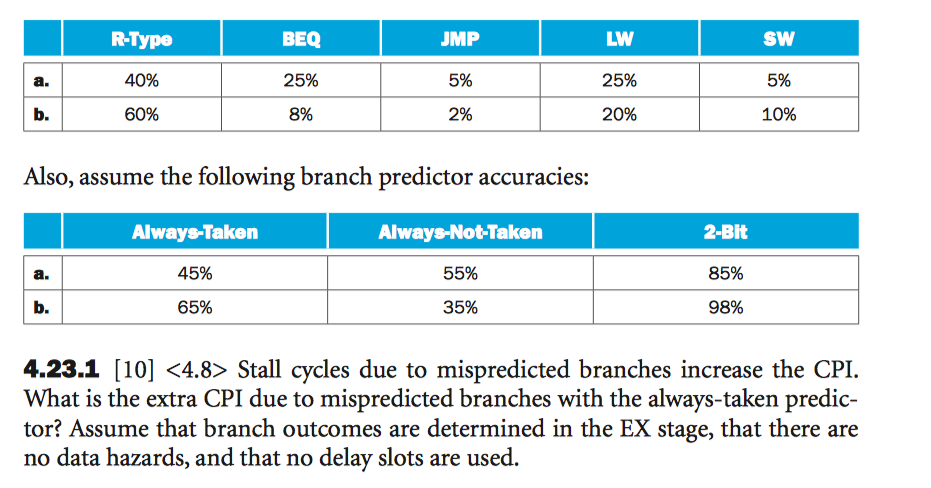 R-Type BEQ JMP LW SW
a. 40% 25% 5% 25% 5%
b. 60% 8% 2% 20% 10%
Also, assume the following branch predictor accuracies:
Always-Taken Always-Not-Taken 2-Bit
a. 45% 55% 85%
b. 65% 35% 98%
4.23.1 [10] <4.8> Stall cycles due to mispredicted branches increase the CPI.
What is the extra CPI due to mispredicted branches with the always-taken predic-
tor? Assume that branch outcomes are determined in the EX stage, that there are
no data hazards, and that no delay slots are used.